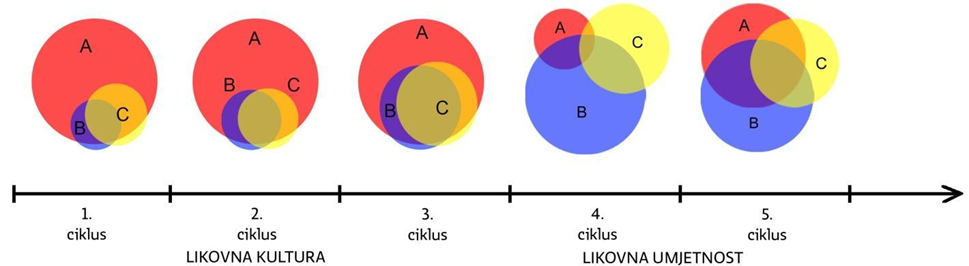 A
B
C
A
B
C
A
B
C
A
C
B
A
C
B
1.
ciklus
2.
ciklus
3.
ciklus
4.
ciklus
5.
ciklus
LIKOVNA KULTURA
LIKOVNA UMJETNOST